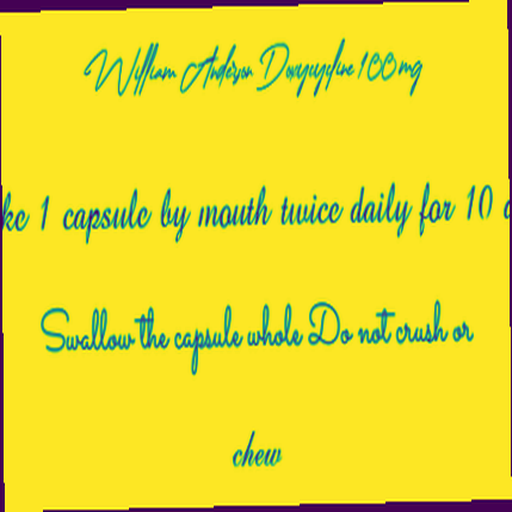 William Anderson Doxycycline 100mg
ke 1 capsule by mouth twice daily for 10
Swallow the capsule whole Do not crush or
chew